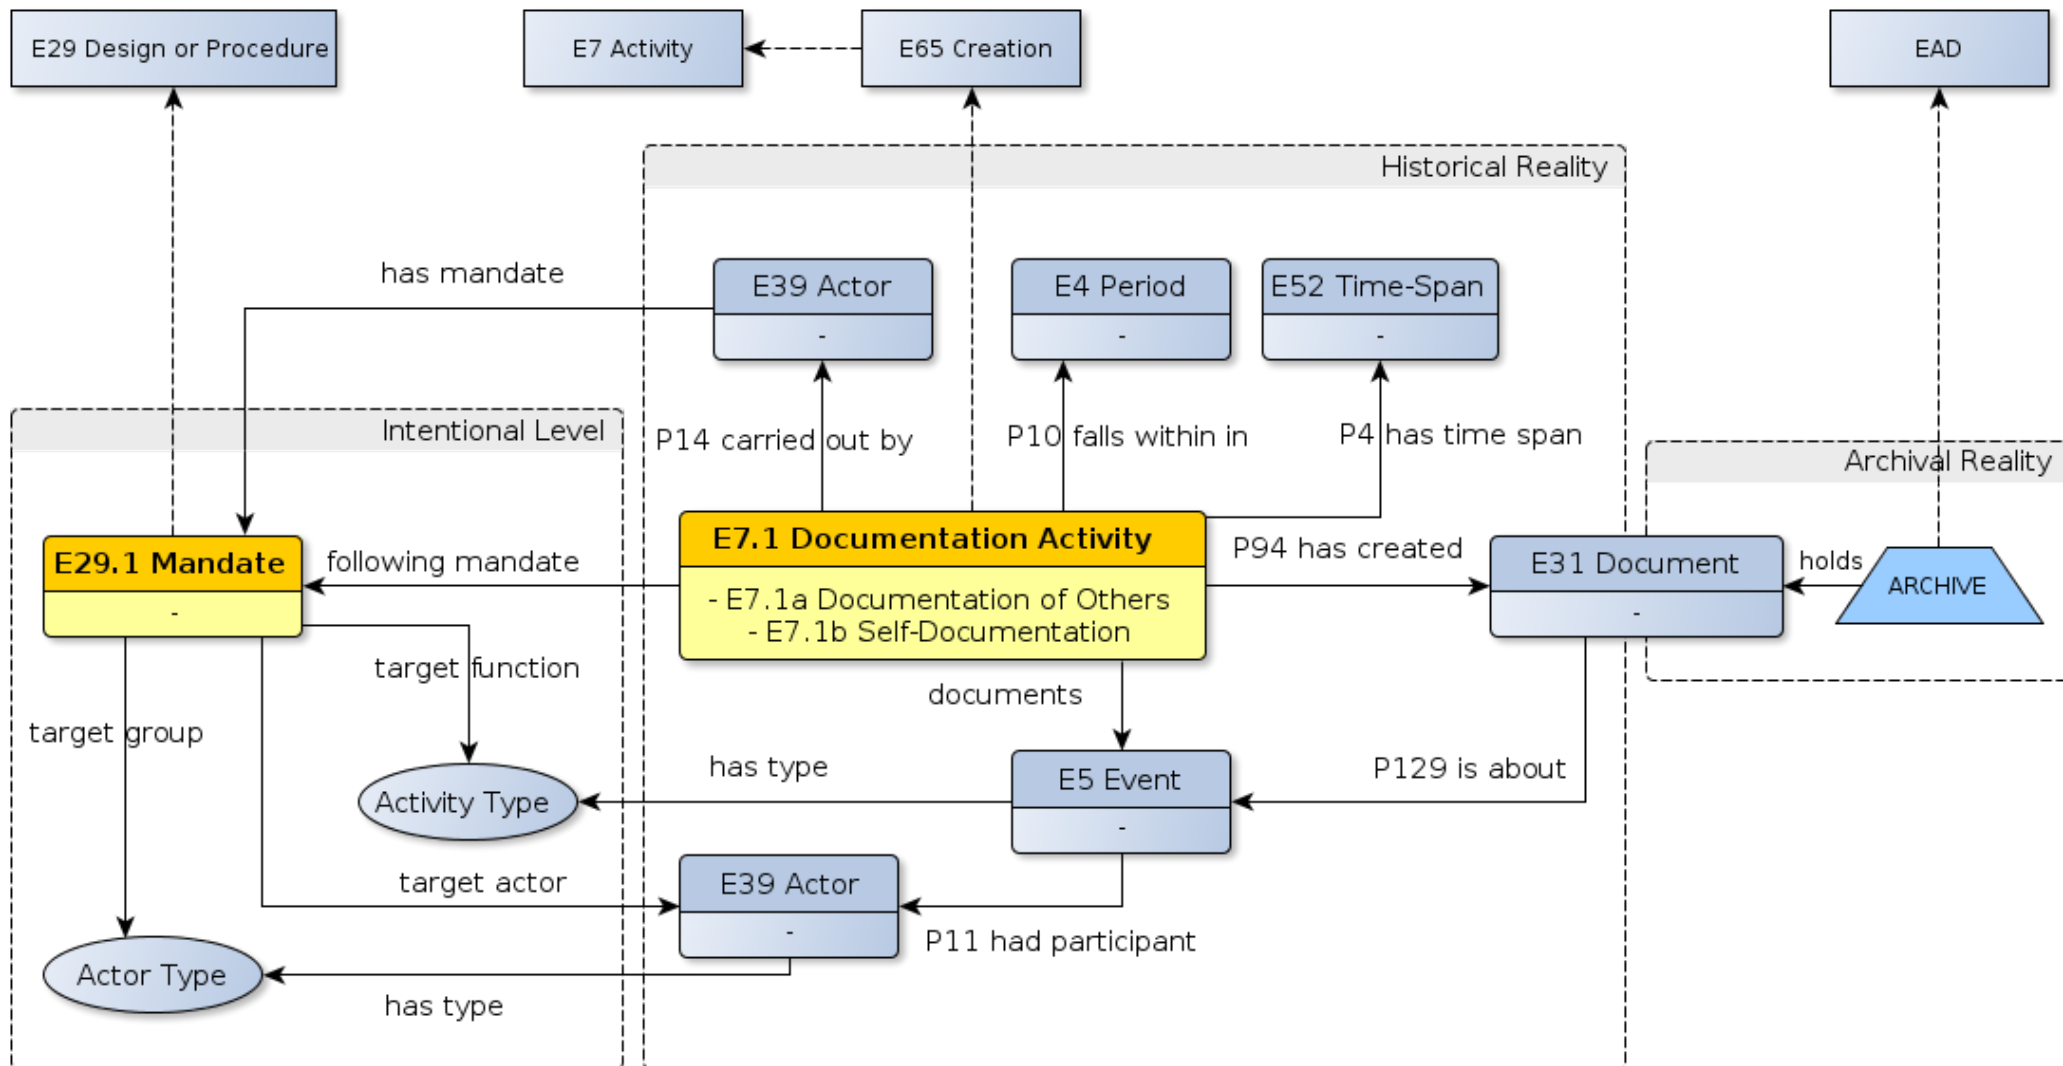 E29 Design or Procedure
E7 Activity
E65 Creation
EAD
Historical Reality
has mandate
E39 Actor
-
E4 Period
-
E52 Time-Span
-
Intentional Level
P14 carried out by
P10 falls within in
P4 has time span
Archival Reality
E29.1 Mandate
-
following mandate
E7.1 Documentation Activity
- E7.1a Documentation of Others
- E7.1b Self-Documentation
P94 has created
E31 Document
-
holds
ARCHIVE
target function
target group
documents
has type
Activity Type
E5 Event
-
P129 is about
target actor
E39 Actor
-
P11 had participant
Actor Type
has type